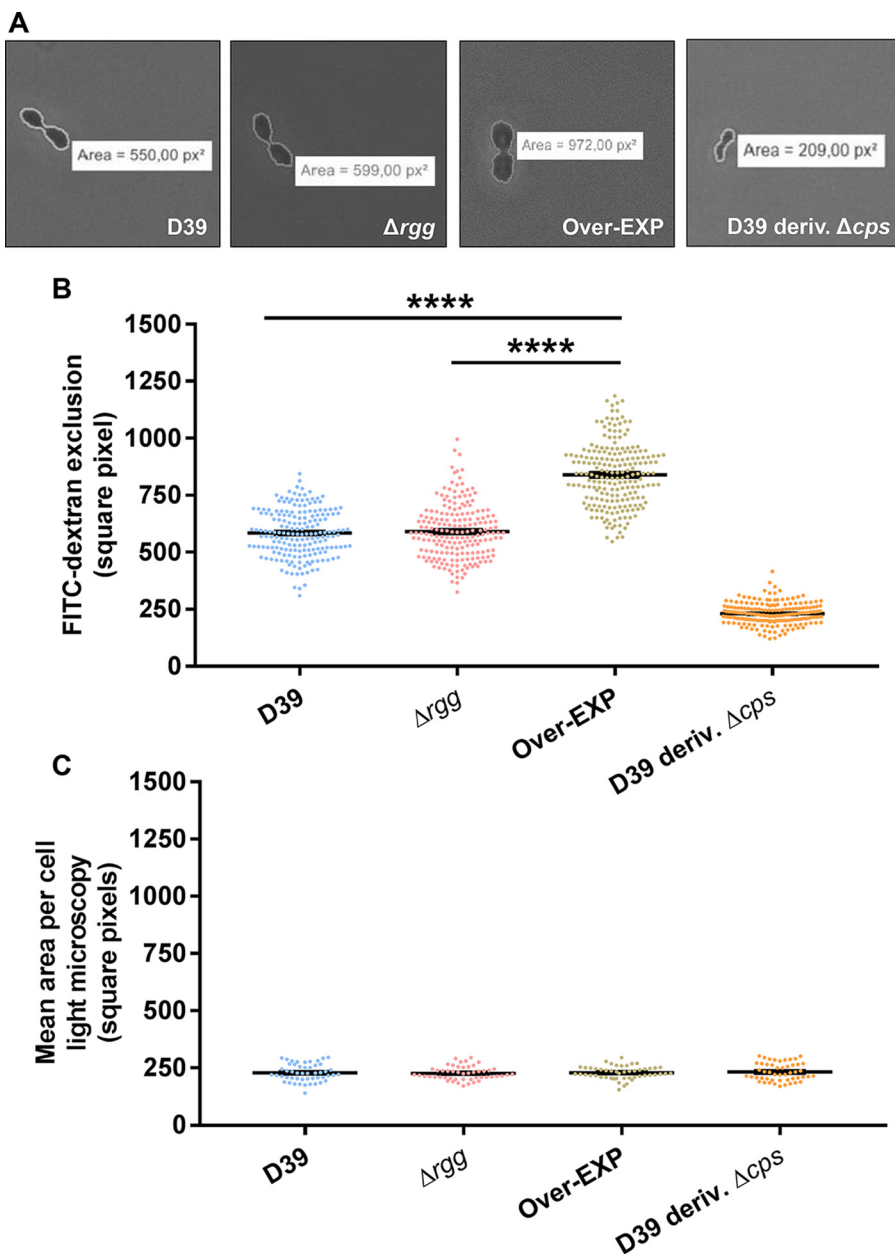 A
Area = 550,00 px²
D39
Area = 599,00 px²
Δrgg
Area = 972,00 px²
Over-EXP
Area = 209,00 px²
D39 deriv. Δcps
B
FITC-dextran exclusion
(square pixel)
1500
1250
1000
750
500
250
0
****
****
D39
Δrgg
Over-EXP
D39 deriv. Δcps
C
Mean area per cell
light microscopy
(square pixels)
1500
1250
1000
750
500
250
0
D39
Δrgg
Over-EXP
D39 deriv. Δcps